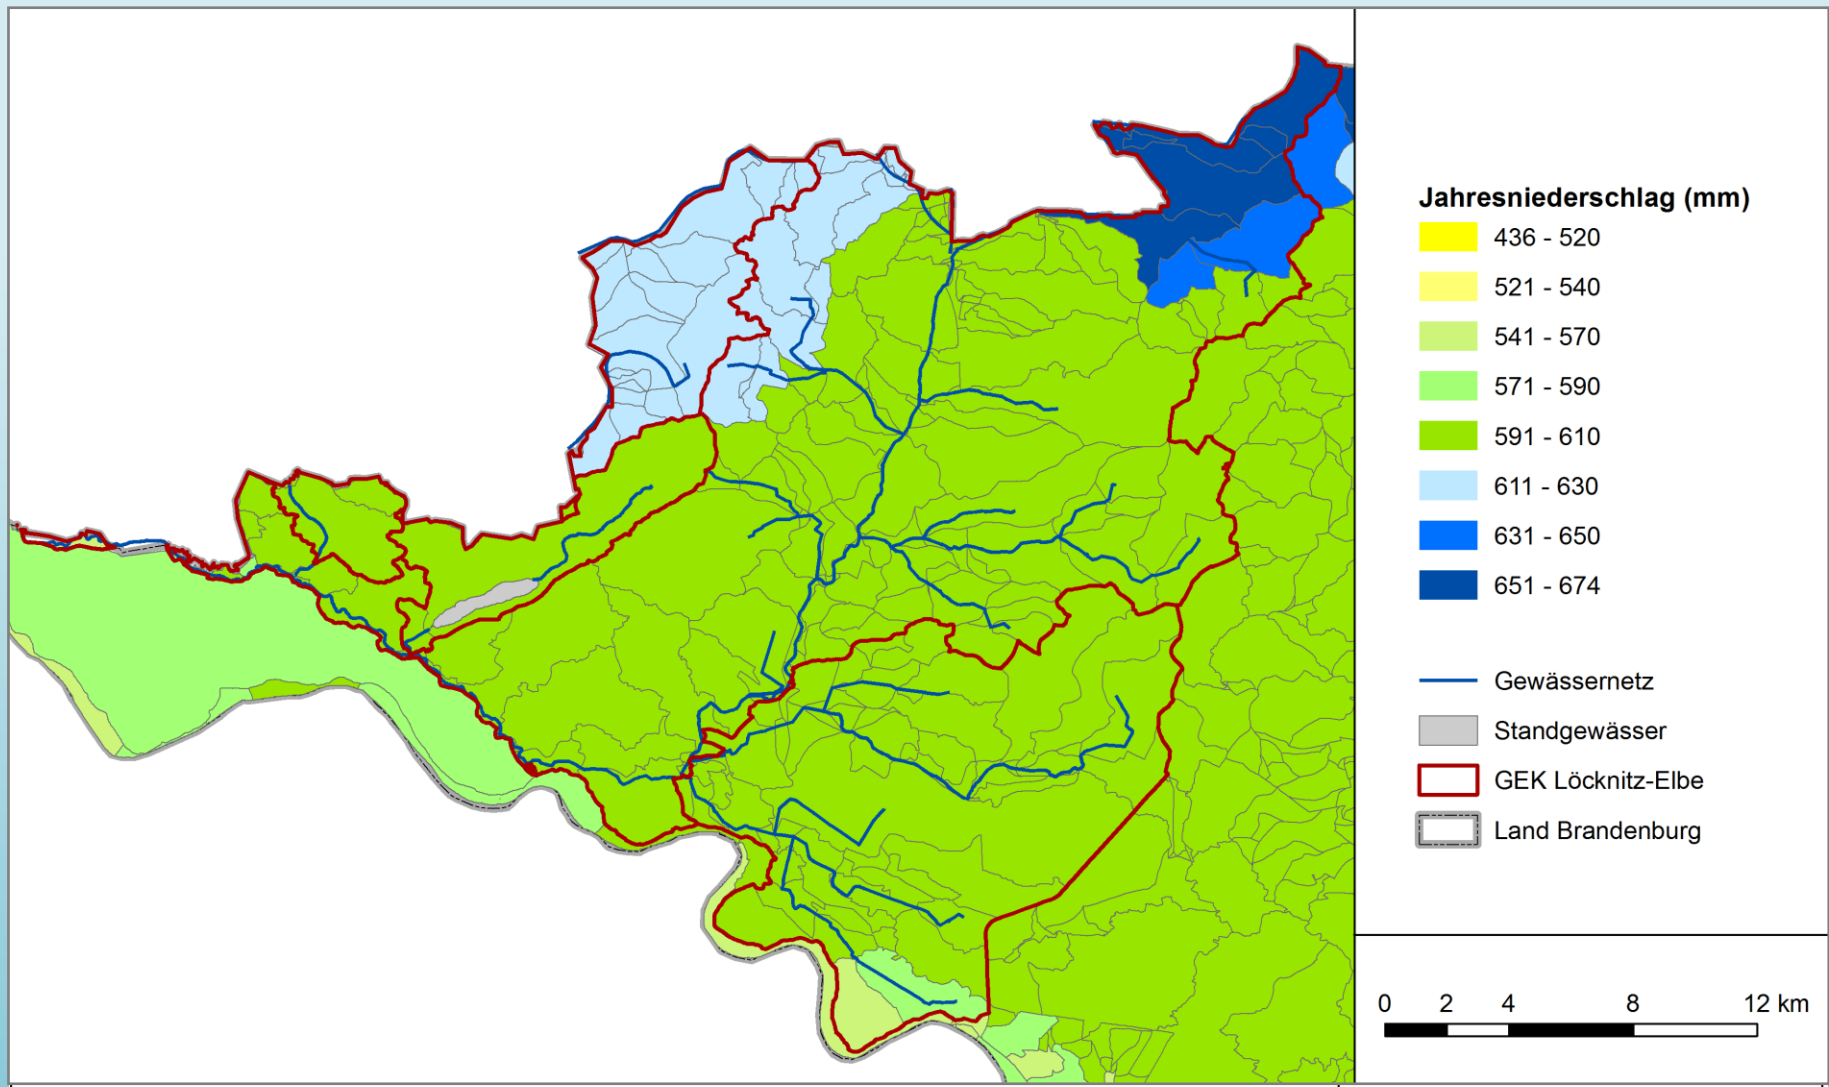 Jahresniederschlag (mm)
436 - 520
521 - 540
541 - 570
571 - 590
591 - 610
611 - 630
631 - 650
651 - 674
Gewässernetz
Standgewässer
GEK Löcknitz-Elbe
Land Brandenburg
0 2 4 8 12 km